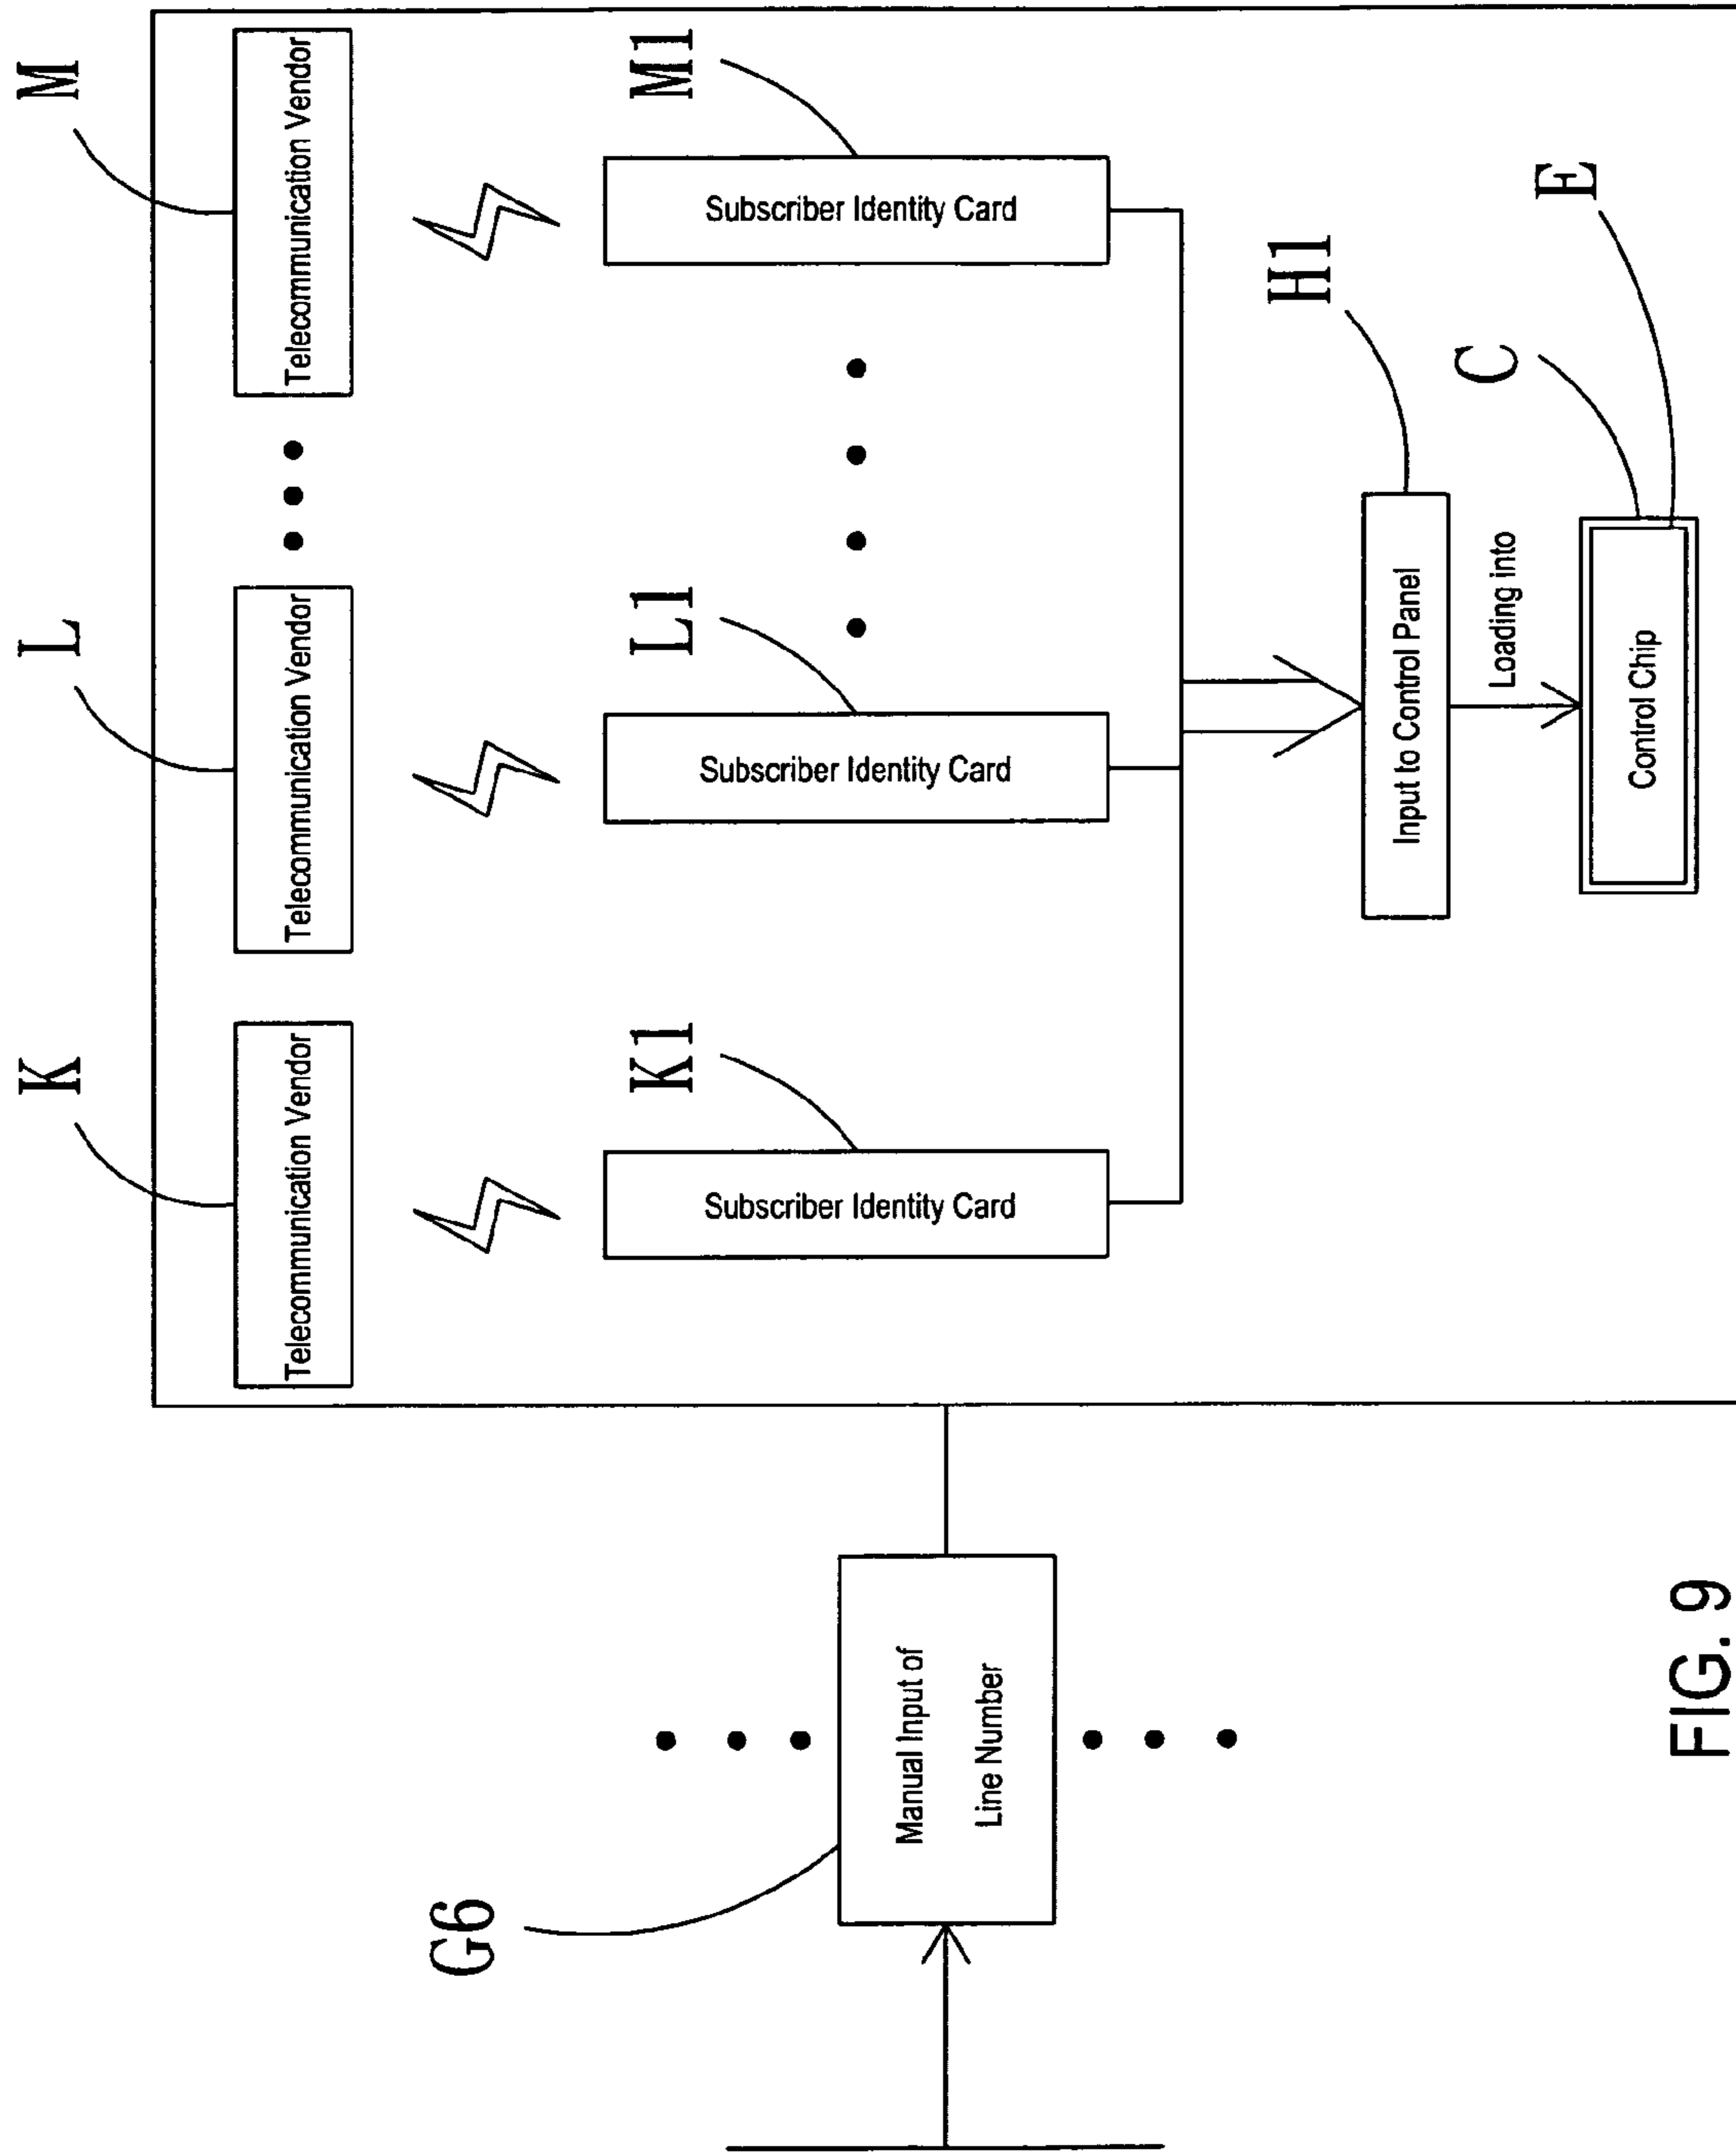 M
Telecommunication Vendor
M1
Subscriber Identity Card
L
Telecommunication Vendor
L1
Subscriber Identity Card
K
Telecommunication Vendor
K1
Subscriber Identity Card
H1
Input to Control Panel
Loading into
C
E
Control Chip
G6
Manual Input of
Line Number
FIG. 9